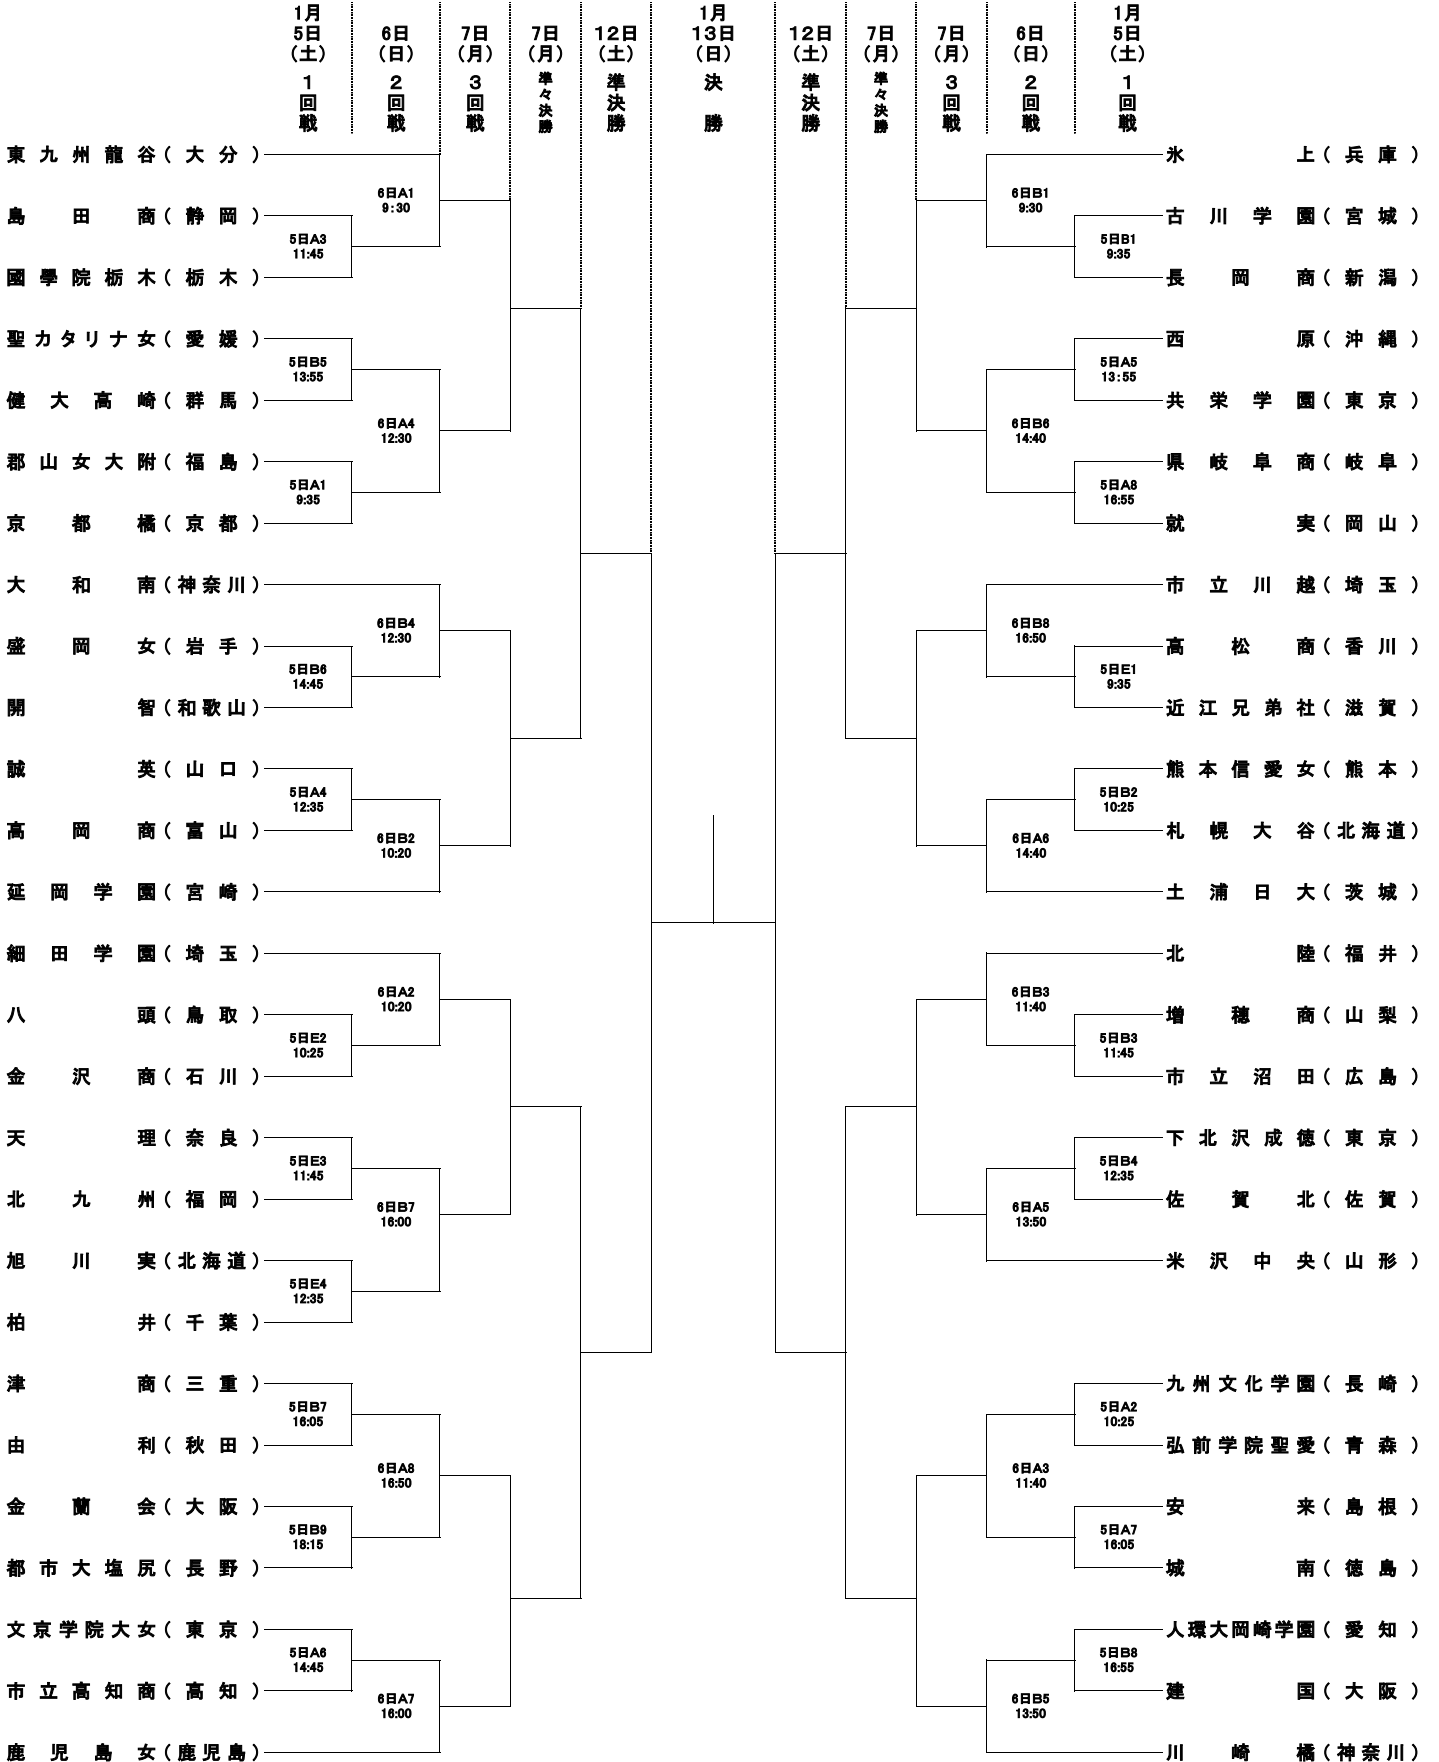 1月 5日 (土) 1回戦
6日 (日) 2回戦
7日 (月) 3回戦
7日 (月) 準々決勝
12日 (土) 準決勝
1月 13日 (日) 決勝
12日 (土) 準決勝
7日 (月) 準々決勝
7日 (月) 3回戦
6日 (日) 2回戦
1月 5日 (土) 1回戦
東九州龍谷(大分)
6日A1
9:30
島田商(静岡)
5日A3
11:45
國學院栃木(栃木)
聖カタリナ女(愛媛)
5日B5
13:55
健大高崎(群馬)
6日A4
12:30
郡山女大附(福島)
5日A1
9:35
京都橘(京都)
大和南(神奈川)
6日B4
12:30
盛岡女(岩手)
5日B6
14:45
開智(和歌山)
誠英(山口)
5日A4
12:35
高岡商(富山)
6日B2
10:20
延岡学園(宮崎)
細田学園(埼玉)
6日A2
10:20
八頭(鳥取)
5日E2
10:25
金沢商(石川)
天理(奈良)
5日E3
11:45
北九州(福岡)
6日B7
16:00
旭川実(北海道)
5日E4
12:35
柏井(千葉)
津商(三重)
5日B7
16:05
由利(秋田)
6日A8
16:50
金蘭会(大阪)
5日B9
18:15
都市大塩尻(長野)
文京学院大女(東京)
5日A6
14:45
市立高知商(高知)
6日A7
16:00
鹿児島女(鹿児島)
氷上(兵庫)
6日B1
9:30
古川学園(宮城)
5日B1
9:35
長岡商(新潟)
西原(沖縄)
5日A5
13:55
共栄学園(東京)
6日B6
14:40
県岐阜商(岐阜)
5日A8
16:55
就実(岡山)
市立川越(埼玉)
6日B8
16:50
高松商(香川)
5日E1
9:35
近江兄弟社(滋賀)
熊本信愛女(熊本)
5日B2
10:25
札幌大谷(北海道)
6日A6
14:40
土浦日大(茨城)
北陸(福井)
6日B3
11:40
増穂商(山梨)
5日B3
11:45
市立沼田(広島)
下北沢成徳(東京)
5日B4
12:35
佐賀北(佐賀)
6日A5
13:50
米沢中央(山形)
九州文化学園(長崎)
5日A2
10:25
弘前学院聖愛(青森)
6日A3
11:40
安来(島根)
5日A7
16:05
城南(徳島)
人環大岡崎学園(愛知)
5日B8
16:55
建国(大阪)
6日B5
13:50
川崎橘(神奈川)